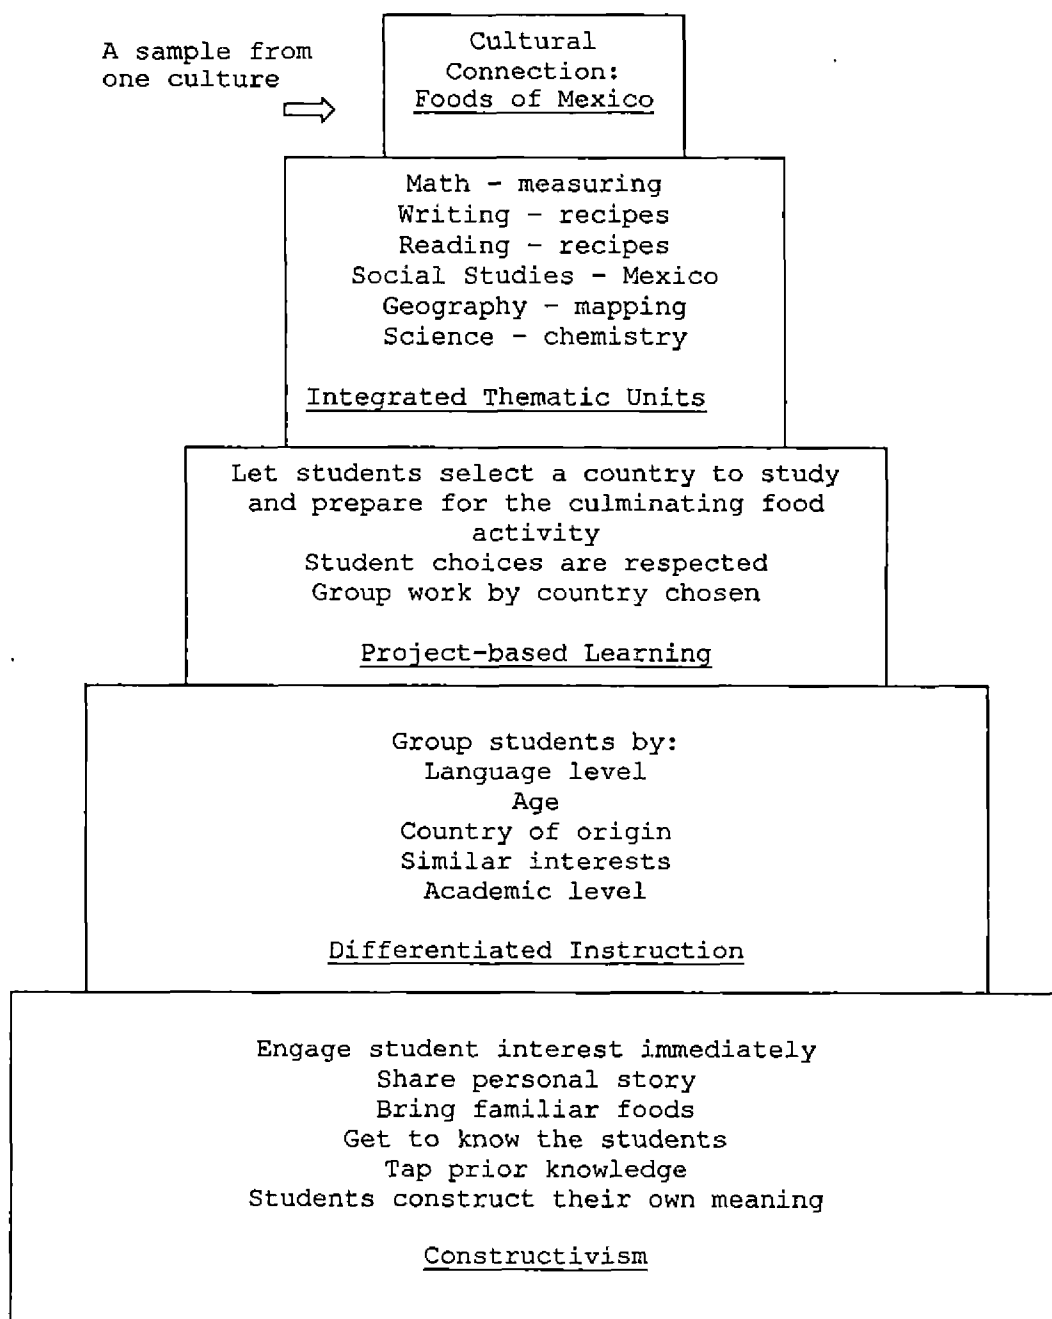 A sample from
one culture
Cultural
Connection:
Foods of Mexico
Math - measuring
Writing - recipes
Reading - recipes
Social Studies - Mexico
Geography - mapping
Science - chemistry
Integrated Thematic Units
Let students select a country to study
and prepare for the culminating food
activity
Student choices are respected
Group work by country chosen
Project-based Learning
Group students by:
Language level
Age
Country of origin
Similar interests
Academic level
Differentiated Instruction
Engage student interest immediately
Share personal story
Bring familiar foods
Get to know the students
Tap prior knowledge
Students construct their own meaning
Constructivism